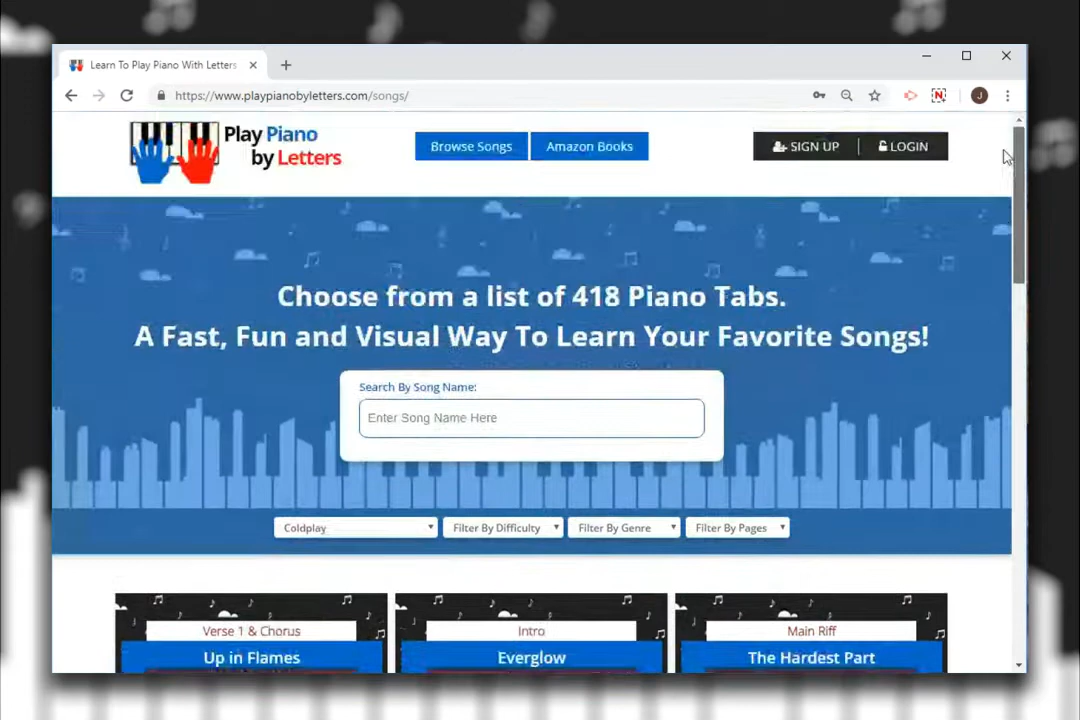 Learn To Play Piano With Letters
https://www.playpianobyletters.com/songs/
N
J
Play Piano
by Letters
Browse Songs
Amazon Books
SIGN UP
LOGIN
Choose from a list of 418 Piano Tabs.
A Fast, Fun and Visual Way To Learn Your Favorite Songs!
Search By Song Name:
Enter Song Name Here
Coldplay
Filter By Difficulty
Filter By Genre
Filter By Pages
Verse 1 & Chorus
Intro
Main Riff
Up in Flames
Everglow
The Hardest Part